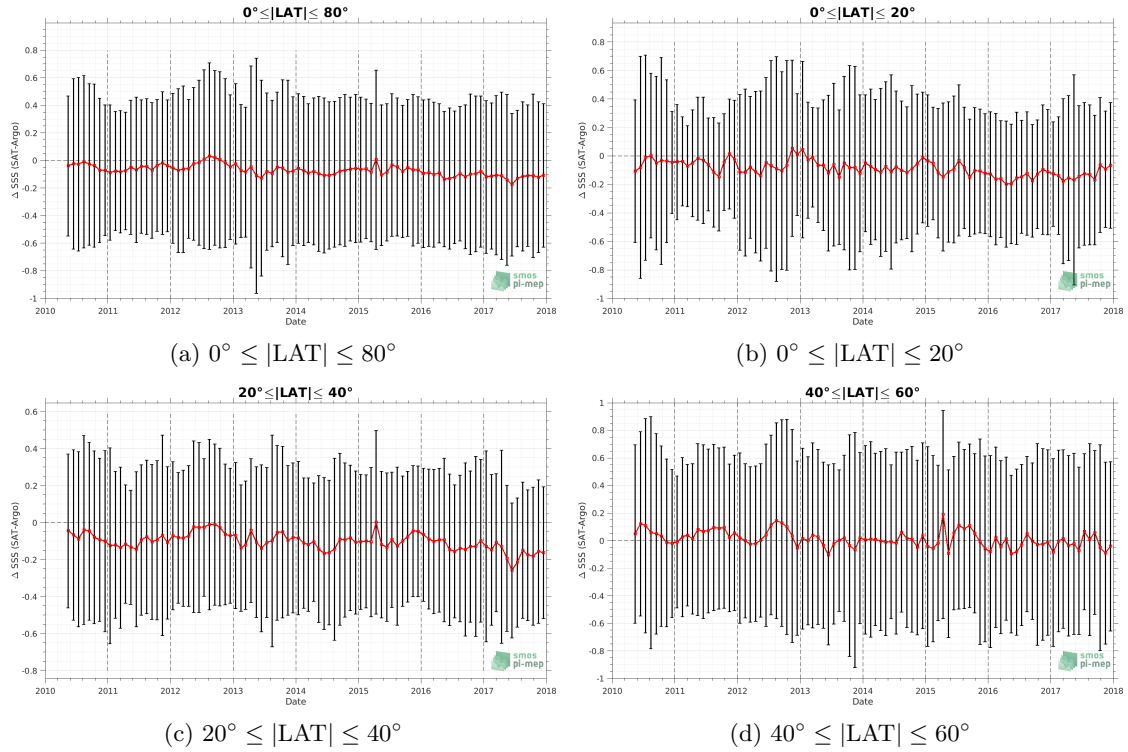 0°≤|LAT|≤ 80°
Δ SSS (SAT-Argo)
0.8
0.6
0.4
0.2
0
-0.2
-0.4
-0.6
-0.8
-1
2010 2011 2012 2013 2014 2015 2016 2017 2018
Date
smos
pi-mep
(a) 0° ≤ |LAT| ≤ 80°
0°≤|LAT|≤ 20°
Δ SSS (SAT-Argo)
0.8
0.6
0.4
0.2
0
-0.2
-0.4
-0.6
-0.8
-1
2010 2011 2012 2013 2014 2015 2016 2017 2018
Date
smos
pi-mep
(b) 0° ≤ |LAT| ≤ 20°
20°≤|LAT|≤ 40°
Δ SSS (SAT-Argo)
0.6
0.4
0.2
0
-0.2
-0.4
-0.6
-0.8
2010 2011 2012 2013 2014 2015 2016 2017 2018
Date
smos
pi-mep
(c) 20° ≤ |LAT| ≤ 40°
40°≤|LAT|≤ 60°
Δ SSS (SAT-Argo)
1
0.8
0.6
0.4
0.2
0
-0.2
-0.4
-0.6
-0.8
-1
2010 2011 2012 2013 2014 2015 2016 2017 2018
Date
smos
pi-mep
(d) 40° ≤ |LAT| ≤ 60°